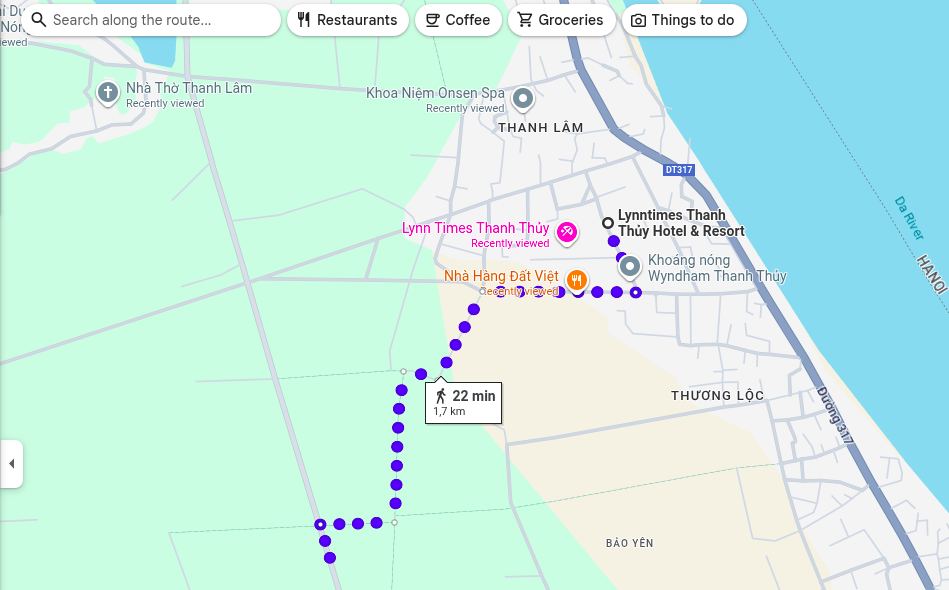 Search along the route...
Restaurants
Coffee
Groceries
Things to do
Nhà Thờ Thanh Lâm
Recently viewed
Khoa Niệm Onsen Spa
Recently viewed
THANH LÂM
DT317
Da River
HANOI
Lynntimes Thanh
Thủy Hotel & Resort
Lynn Times Thanh Thủy
Recently viewed
Khoáng nóng
Wyndham Thanh Thủy
Nhà Hàng Đất Việt
Recently viewed
22 min
1,7 km
THƯỢNG LỘC
Đường 317
BẢO YÊN